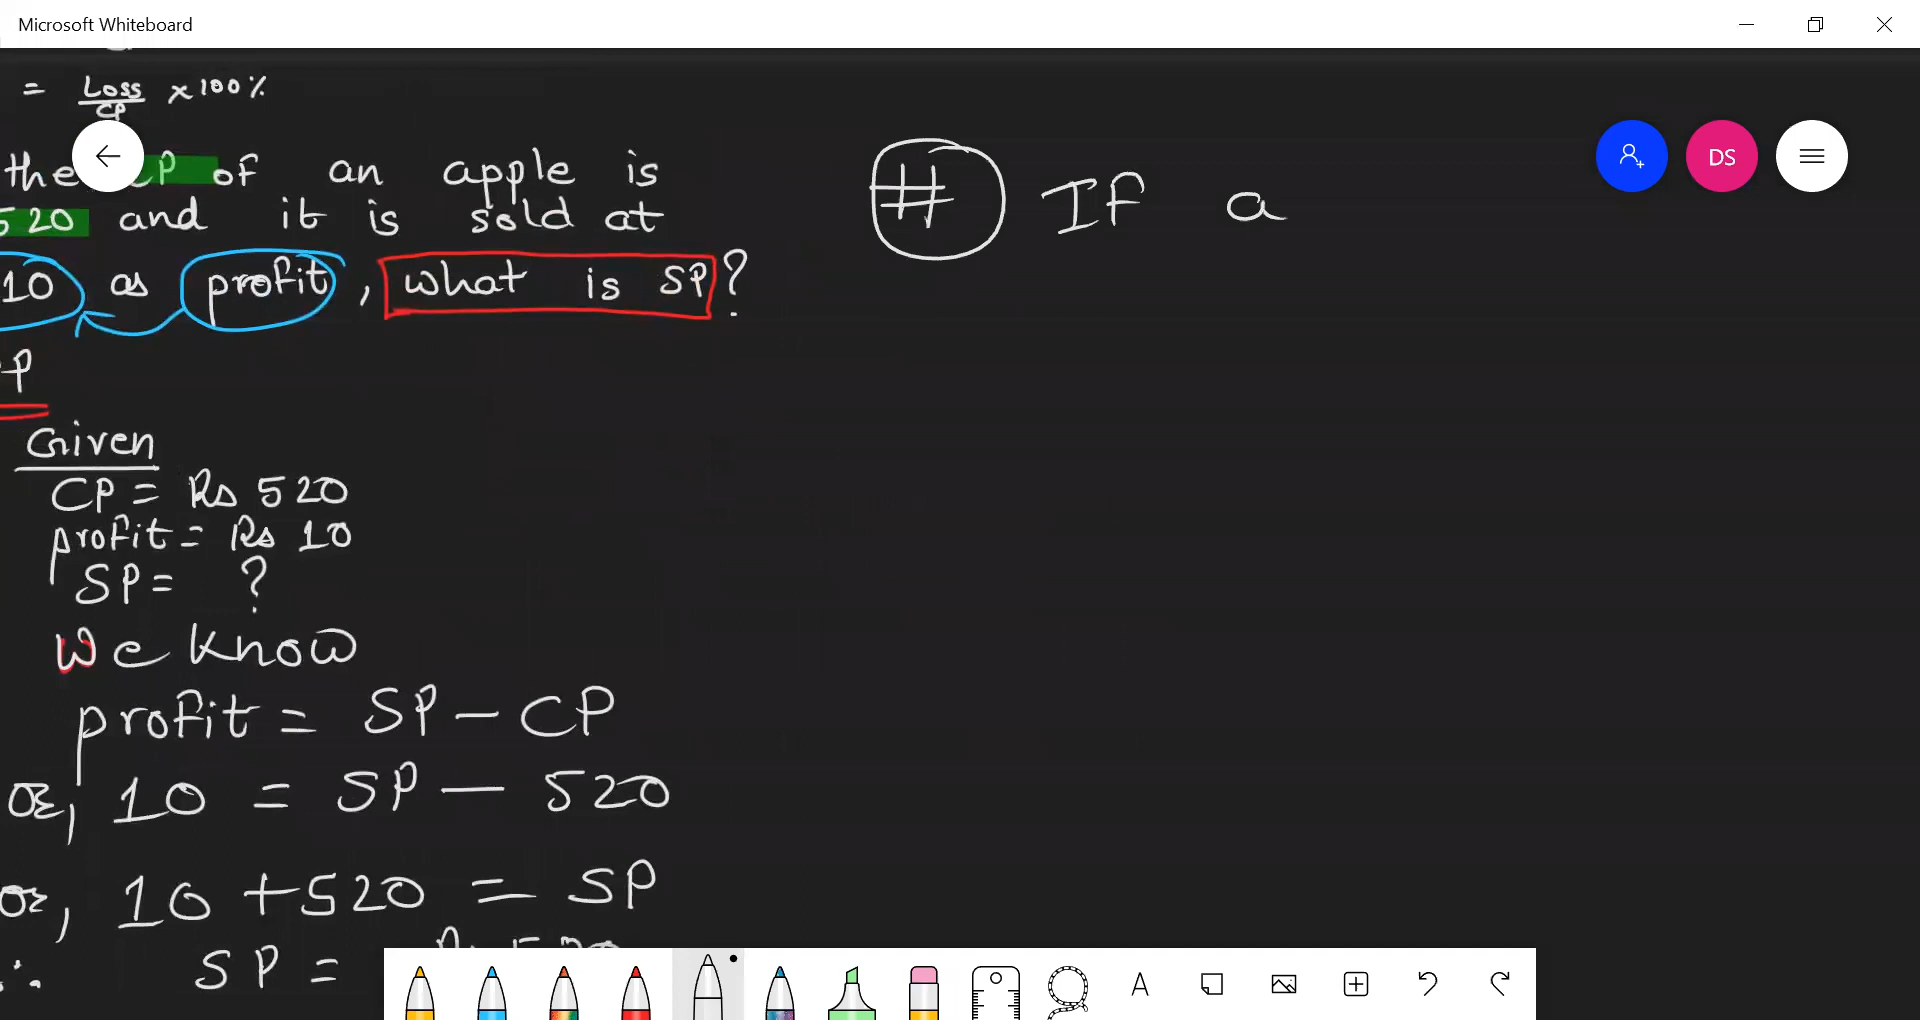 Microsoft Whiteboard
= Loss/CP x 100%
the CP of an apple is
520 and it is sold at
10 as profit, what is SP?
P
Given
CP = Rs 520
profit = Rs 10
SP = ?
We know
profit = SP - CP
or, 10 = SP - 520
or, 10 + 520 = SP
∴ SP =
# If a
DS
A